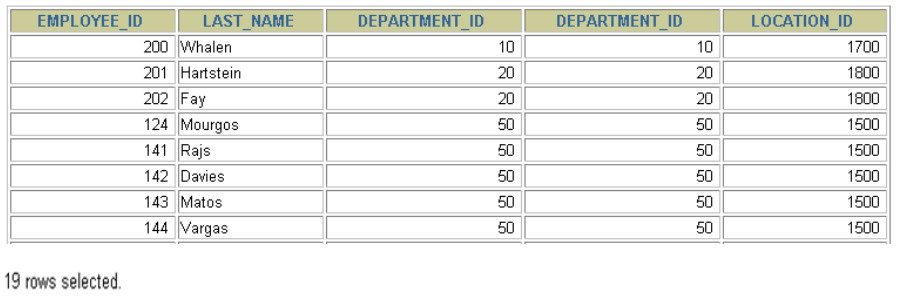 EMPLOYEE_ID LAST_NAME DEPARTMENT_ID DEPARTMENT_ID LOCATION_ID
200 Whalen 10 10 1700
201 Hartstein 20 20 1800
202 Fay 20 20 1800
124 Mourgos 50 50 1500
141 Rajs 50 50 1500
142 Davies 50 50 1500
143 Matos 50 50 1500
144 Vargas 50 50 1500
19 rows selected.